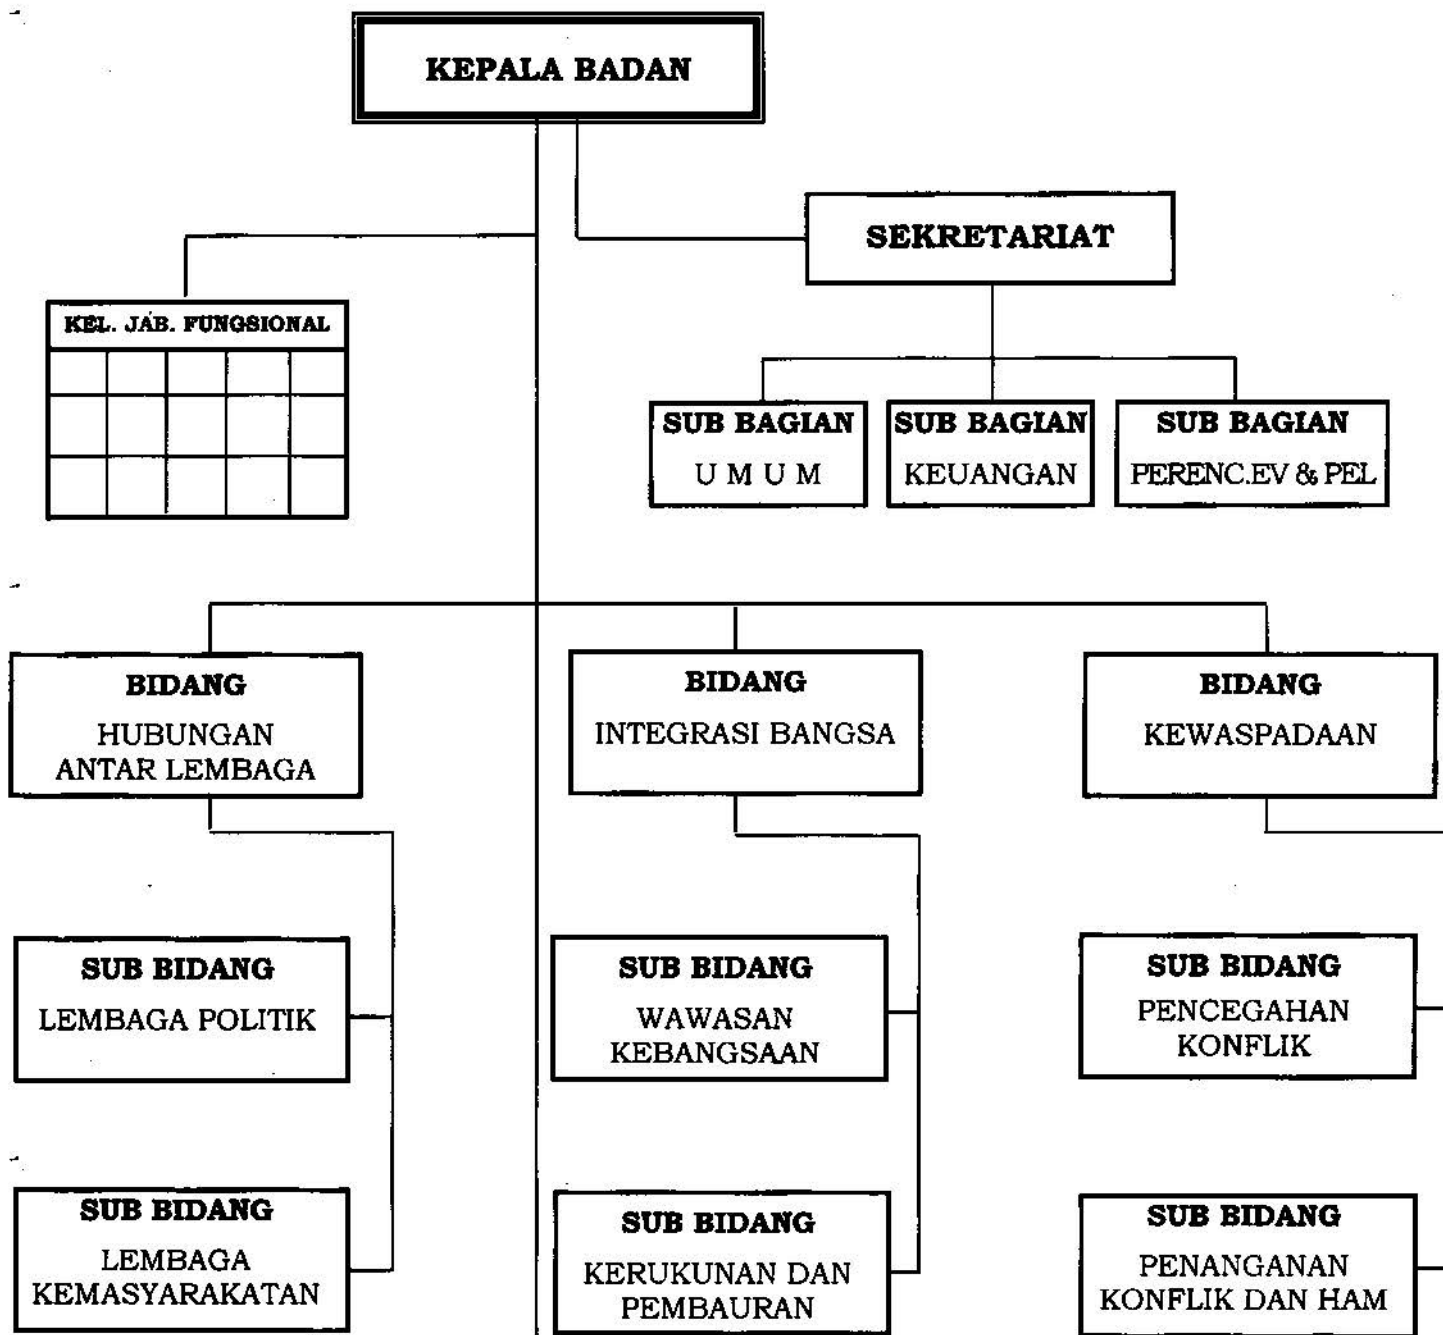 KEPALA BADAN
SEKRETARIAT
KEL. JAB. FUNGSIONAL
SUB BAGIAN
U M U M
SUB BAGIAN
KEUANGAN
SUB BAGIAN
PERENC.EV & PEL
BIDANG
HUBUNGAN
ANTAR LEMBAGA
BIDANG
INTEGRASI BANGSA
BIDANG
KEWASPADAAN
SUB BIDANG
LEMBAGA POLITIK
SUB BIDANG
WAWASAN
KEBANGSAAN
SUB BIDANG
PENCEGAHAN
KONFLIK
SUB BIDANG
LEMBAGA
KEMASYARAKATAN
SUB BIDANG
KERUKUNAN DAN
PEMBAURAN
SUB BIDANG
PENANGANAN
KONFLIK DAN HAM